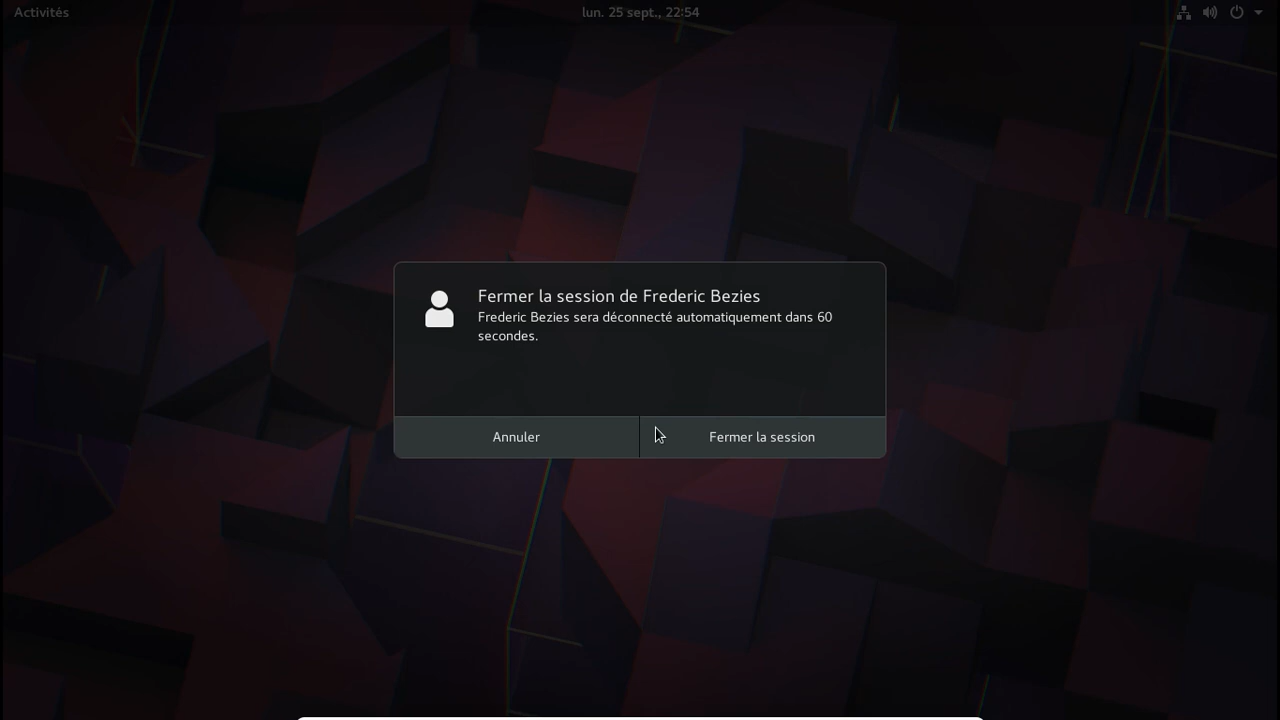 Activités
lun. 25 sept., 22:54
Fermer la session de Frederic Bezies
Frederic Bezies sera déconnecté automatiquement dans 60
secondes.
Annuler
Fermer la session